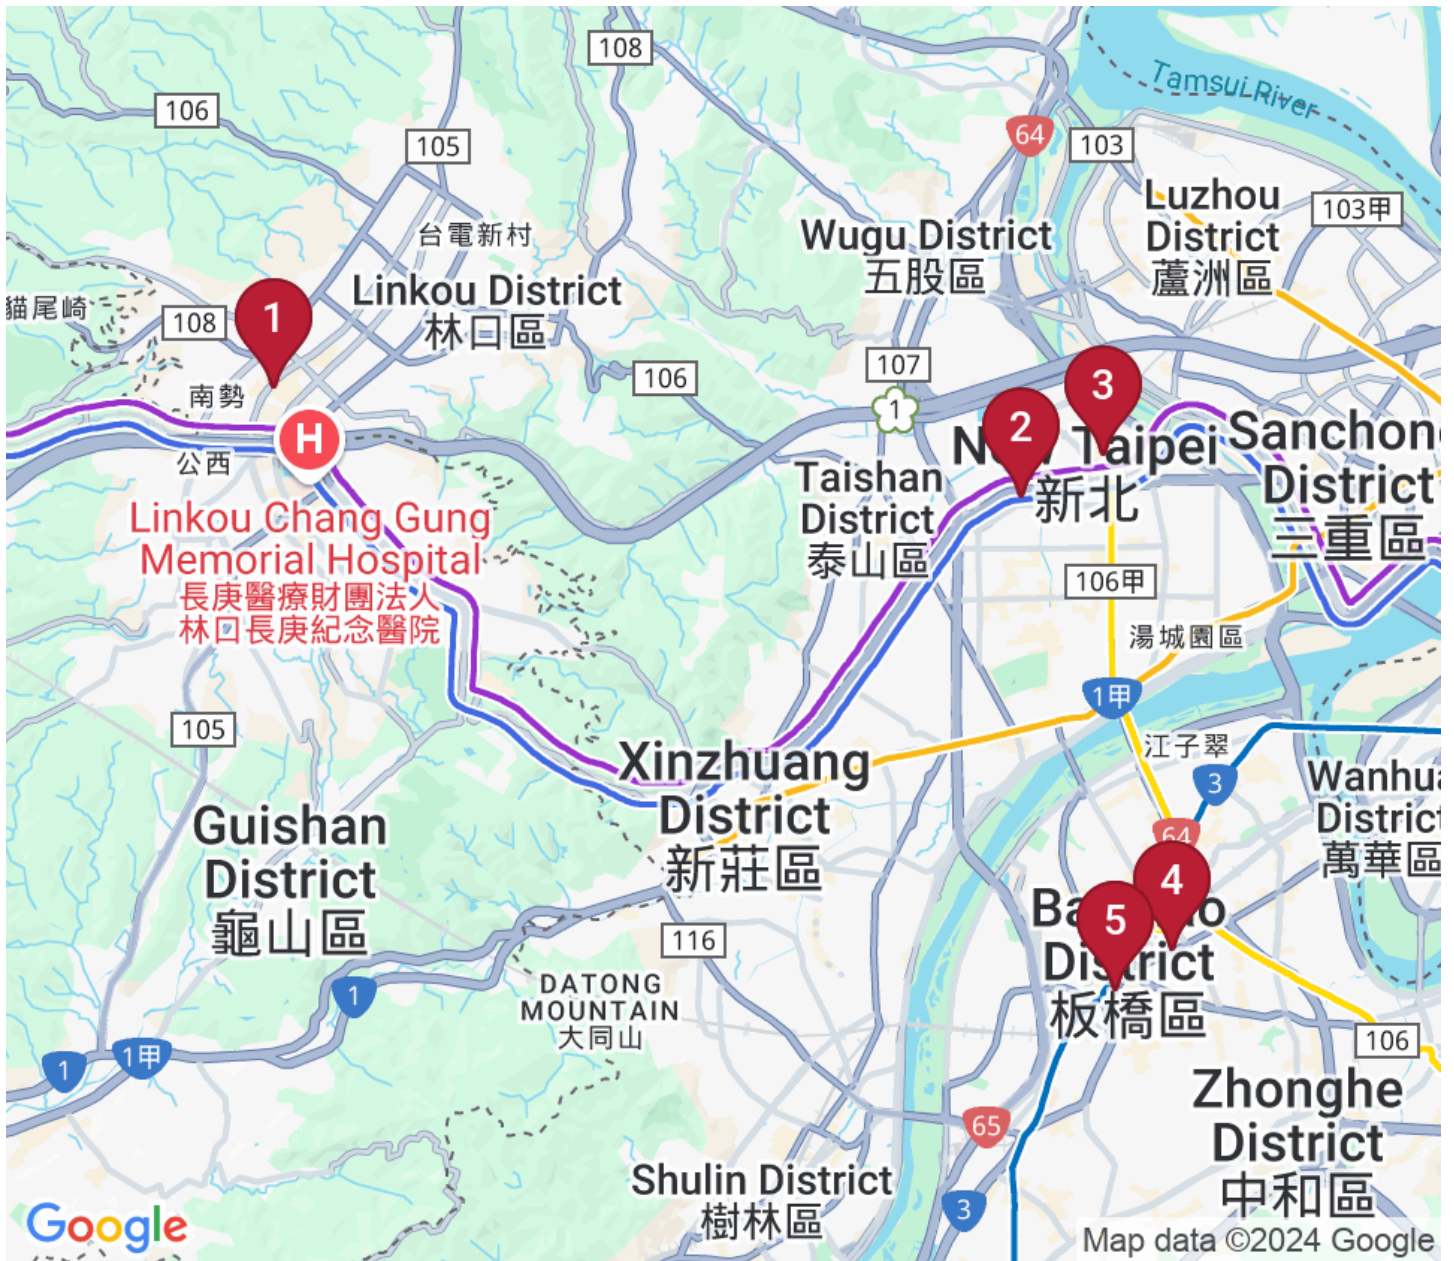 108
106
105
Tamsui River
64
103
Luzhou
District
蘆洲區
103甲
台電新村
Wugu District
五股區
Linkou District
林口區
貓尾崎
108
1
南勢
106
107
1
2
3
New Taipei
新北
H
公西
Linkou Chang Gung
Memorial Hospital
長庚醫療財團法人
林口長庚紀念醫院
Taishan
District
泰山區
Sanchong
District
三重區
106甲
湯城園區
105
1甲
江子翠
3
Xinzhuang
District
新莊區
Wanhua
District
萬華區
Guishan
District
龜山區
64
4
5
District
板橋區
116
DATONG
MOUNTAIN
大同山
1
1
1甲
106
Zhonghe
District
中和區
65
3
Shulin District
樹林區
Google
Map data ©2024 Google